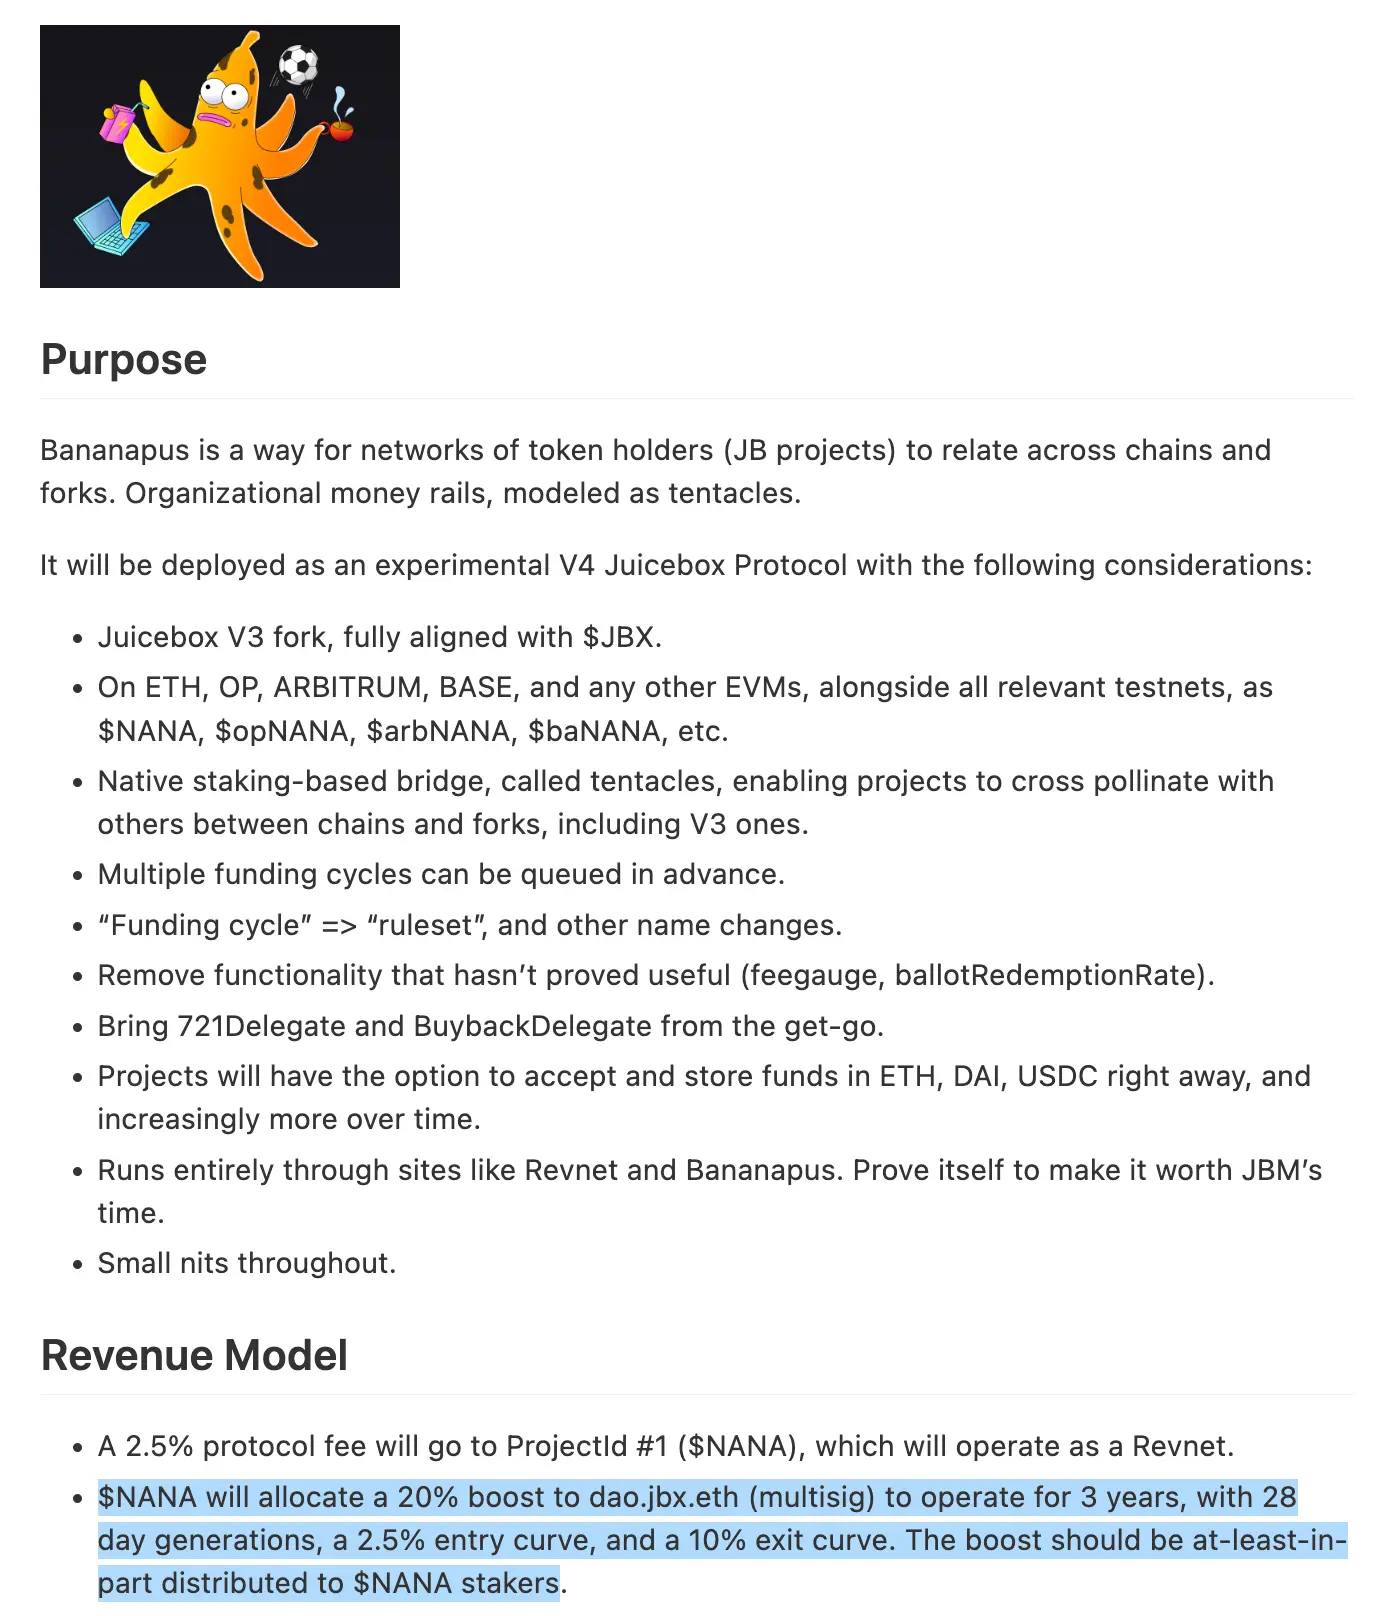 Purpose
Bananapus is a way for networks of token holders (JB projects) to relate across chains and
forks. Organizational money rails, modeled as tentacles.
It will be deployed as an experimental V4 Juicebox Protocol with the following considerations:
• Juicebox V3 fork, fully aligned with $JBX.
• On ETH, OP, ARBITRUM, BASE, and any other EVMs, alongside all relevant testnets, as
$NANA, $opNANA, $arbNANA, $baNANA, etc.
• Native staking-based bridge, called tentacles, enabling projects to cross pollinate with
others between chains and forks, including V3 ones.
• Multiple funding cycles can be queued in advance.
• “Funding cycle” => “ruleset”, and other name changes.
• Remove functionality that hasn’t proved useful (feegauge, ballotRedemptionRate).
• Bring 721Delegate and BuybackDelegate from the get-go.
• Projects will have the option to accept and store funds in ETH, DAI, USDC right away, and
increasingly more over time.
• Runs entirely through sites like Revnet and Bananapus. Prove itself to make it worth JBM’s
time.
• Small nits throughout.
Revenue Model
• A 2.5% protocol fee will go to ProjectId #1 ($NANA), which will operate as a Revnet.
• $NANA will allocate a 20% boost to dao.jbx.eth (multisig) to operate for 3 years, with 28
day generations, a 2.5% entry curve, and a 10% exit curve. The boost should be at-least-in-
part distributed to $NANA stakers.